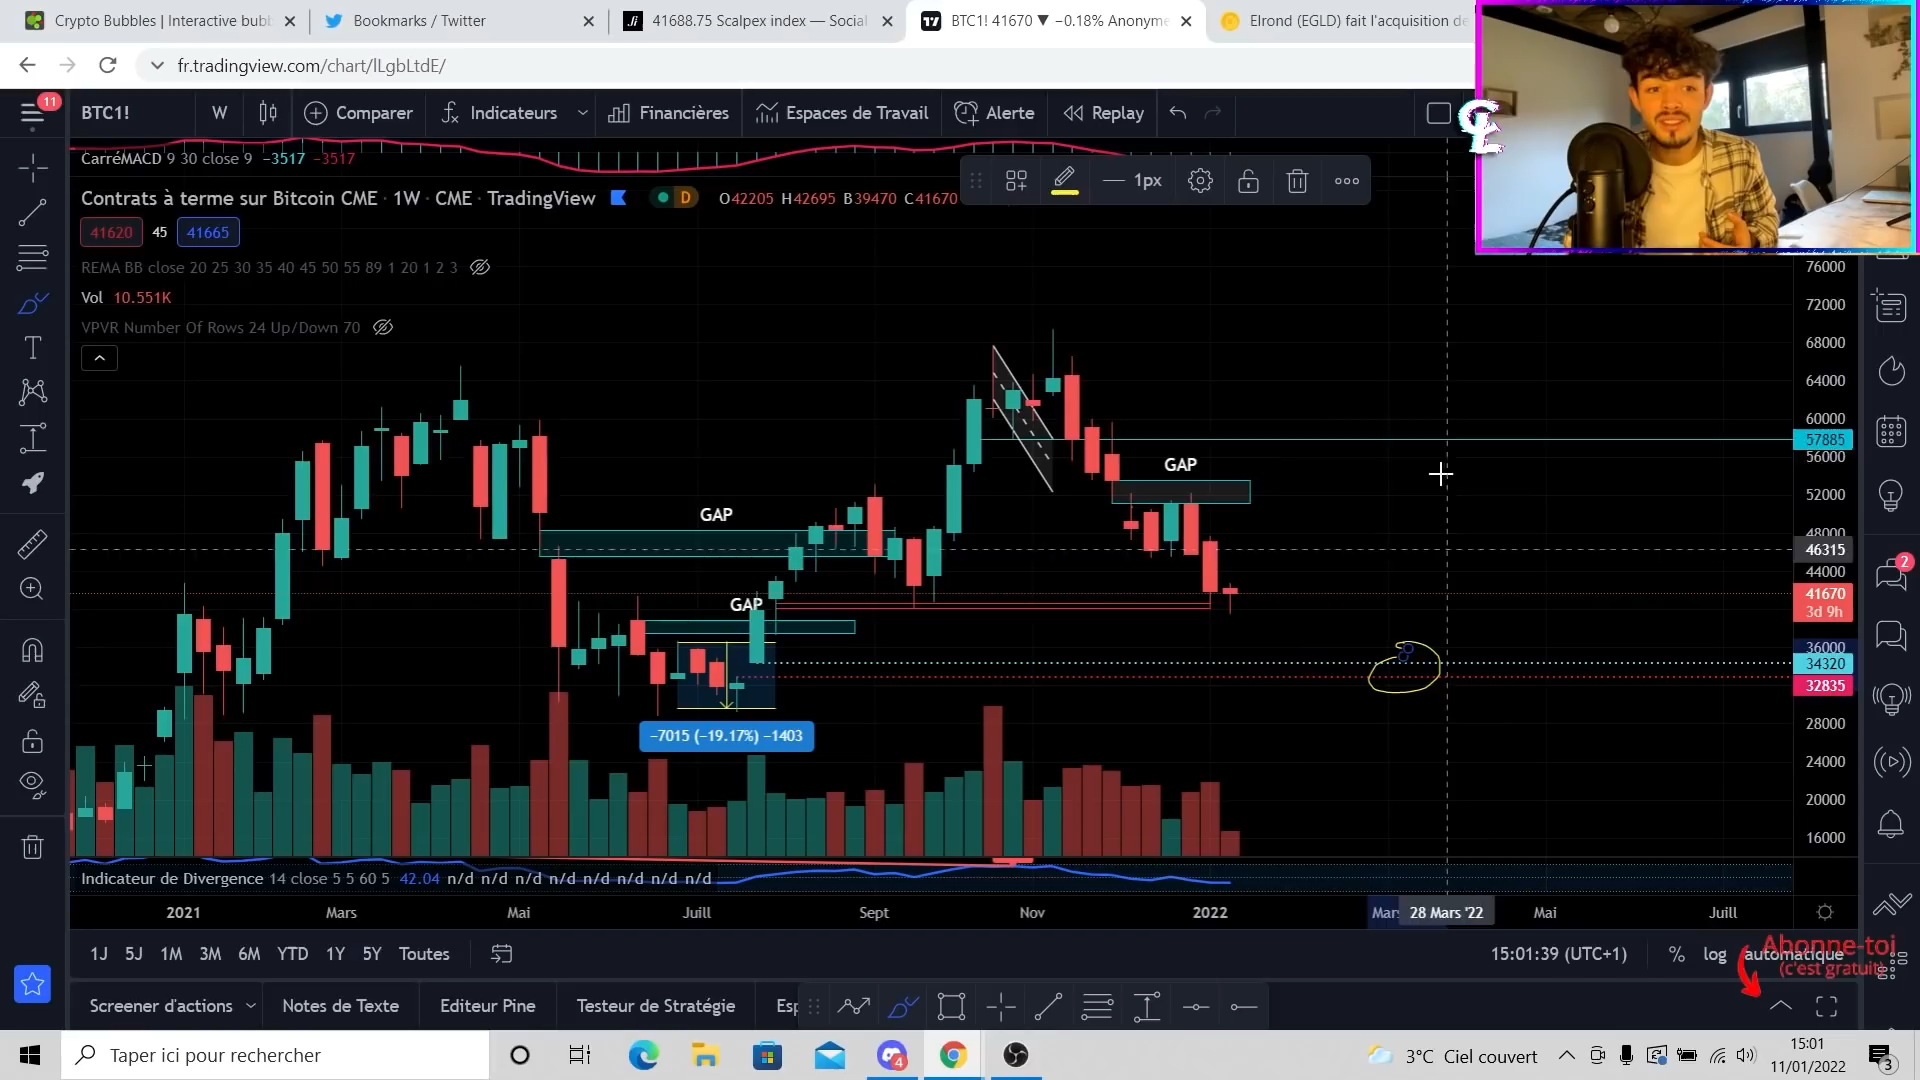 Crypto Bubbles | Interactive bubb
Bookmarks / Twitter
41688.75 Scalpex index — Social
BTC1! 41670 ▼ −0.18% Anonyme
Elrond (EGLD) fait l'acquisition de
fr.tradingview.com/chart/lLgbLtdE/
11
BTC1!
W
Comparer
Indicateurs
Financières
Espaces de Travail
Alerte
Replay
CarréMACD 9 30 close 9 −3517 −3517
1px
Contrats à terme sur Bitcoin CME · 1W · CME · TradingView
D
O42205 H42695 B39470 C41670
41620 45 41665
REMA BB close 20 25 30 35 40 45 50 55 89 1 20 1 2 3
Vol 10.551K
VPVR Number Of Rows 24 Up/Down 70
76000
72000
68000
64000
60000
57885
56000
52000
48000
46315
44000
41670
3d 9h
36000
34320
32835
28000
24000
20000
16000
GAP
GAP
GAP
−7015 (−19.17%) −1403
2
Indicateur de Divergence 14 close 5 5 60 5 42.04 n/d n/d n/d n/d n/d n/d n/d n/d
2021 Mars Mai Juill Sept Nov 2022 Mars 28 Mars '22 Mai Juill
1J 5J 1M 3M 6M YTD 1Y 5Y Toutes
15:01:39 (UTC+1) % log automatique
Abonne-toi
(c'est gratuit)
Screener d'actions
Notes de Texte
Editeur Pine
Testeur de Stratégie
Esp
Taper ici pour rechercher
4
3°C Ciel couvert
15:01
11/01/2022
3